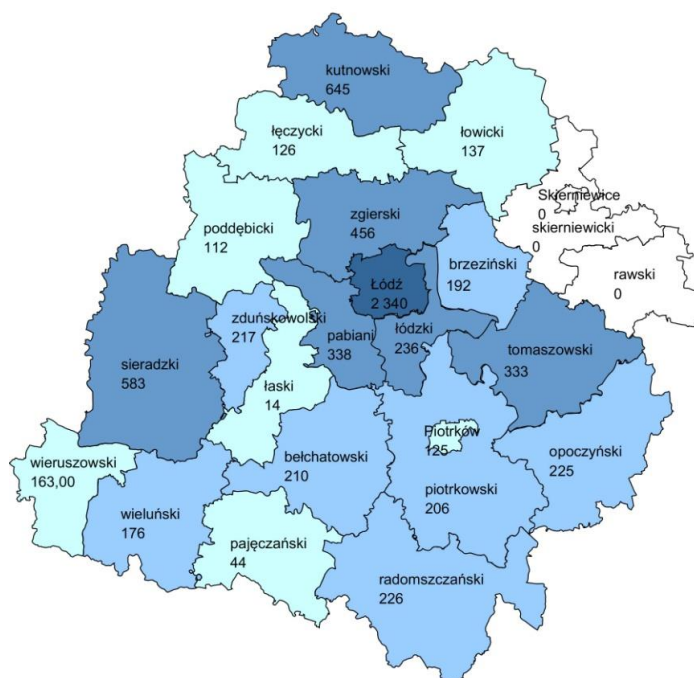 kutnowski
645
łęczycki
126
łowicki
137
Skierniewice
0
skierniewicki
0
rawski
0
poddębicki
112
zgierski
456
brzeziński
192
Łódź
2 340
zduńskowolski
217
pabiani
338
łódzki
236
tomaszowski
333
sieradzki
583
łaski
14
Piotrków
125
opoczyński
225
wieruszowski
163,00
bełchatowski
210
piotrkowski
206
wieluński
176
pajęczański
44
radomszczański
226